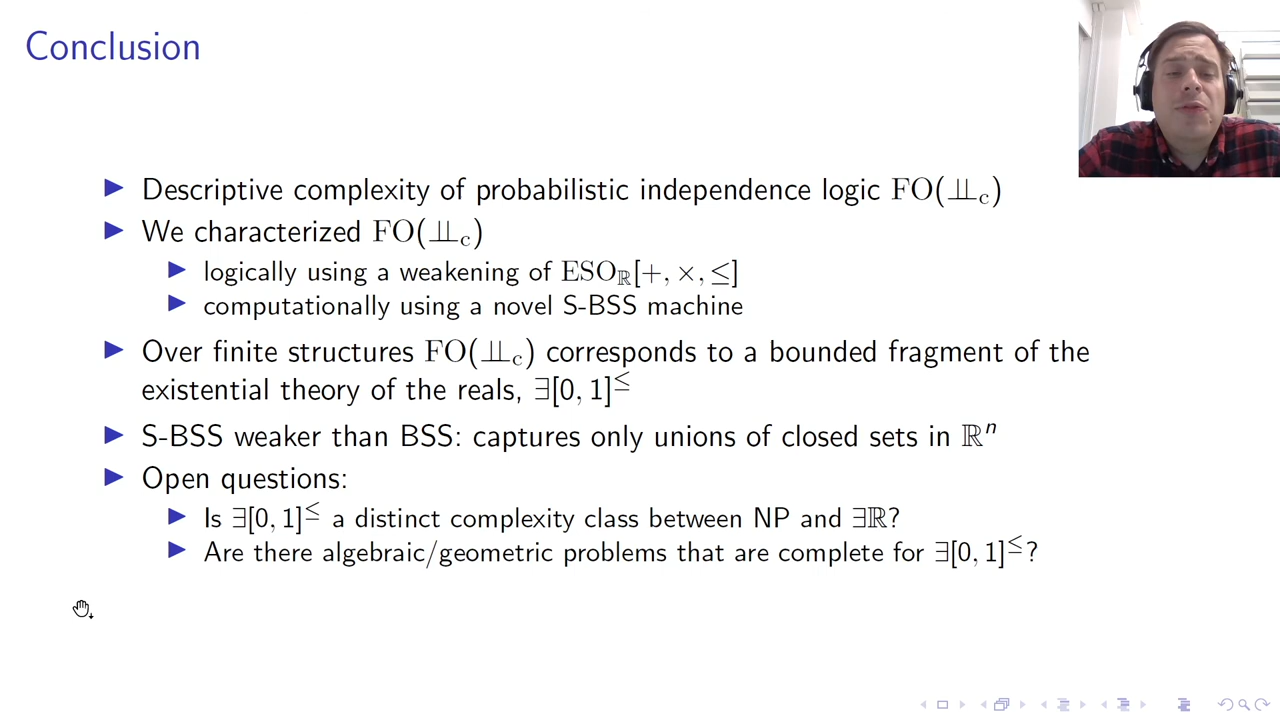 Conclusion
Descriptive complexity of probabilistic independence logic FO(⫫c)
We characterized FO(⫫c)
logically using a weakening of ESOℝ[+, ×, ≤]
computationally using a novel S-BSS machine
Over finite structures FO(⫫c) corresponds to a bounded fragment of the
existential theory of the reals, ∃[0, 1]^≤
S-BSS weaker than BSS: captures only unions of closed sets in ℝⁿ
Open questions:
Is ∃[0, 1]^≤ a distinct complexity class between NP and ∃ℝ?
Are there algebraic/geometric problems that are complete for ∃[0, 1]^≤?